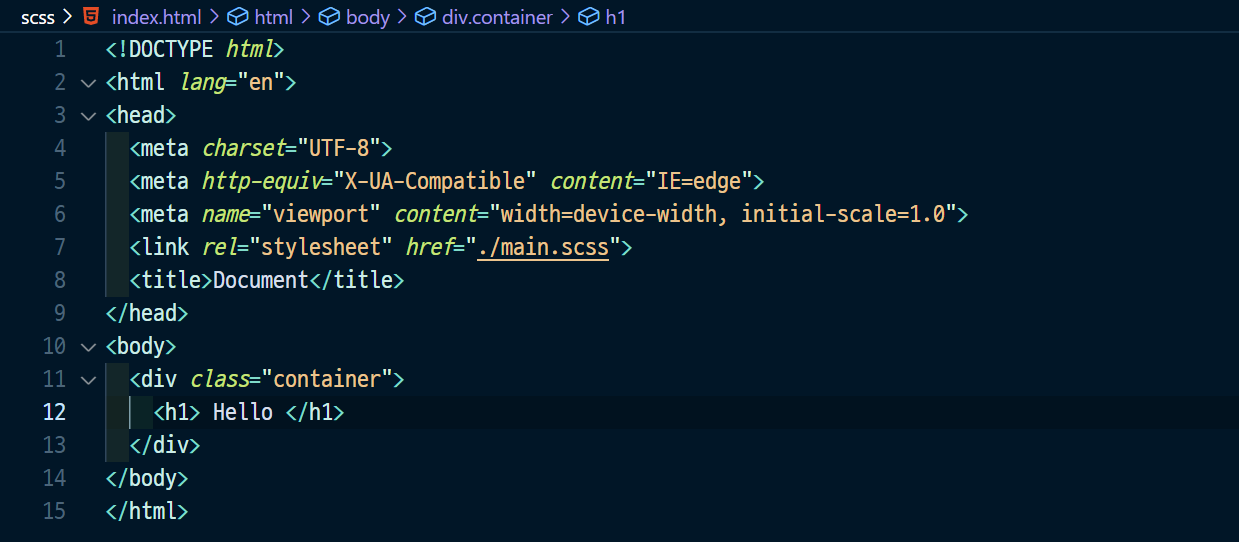 scss > index.html > html > body > div.container > h1
1 <!DOCTYPE html>
2 <html lang="en">
3 <head>
4 <meta charset="UTF-8">
5 <meta http-equiv="X-UA-Compatible" content="IE=edge">
6 <meta name="viewport" content="width=device-width, initial-scale=1.0">
7 <link rel="stylesheet" href="./main.scss">
8 <title>Document</title>
9 </head>
10 <body>
11 <div class="container">
12 <h1> Hello </h1>
13 </div>
14 </body>
15 </html>